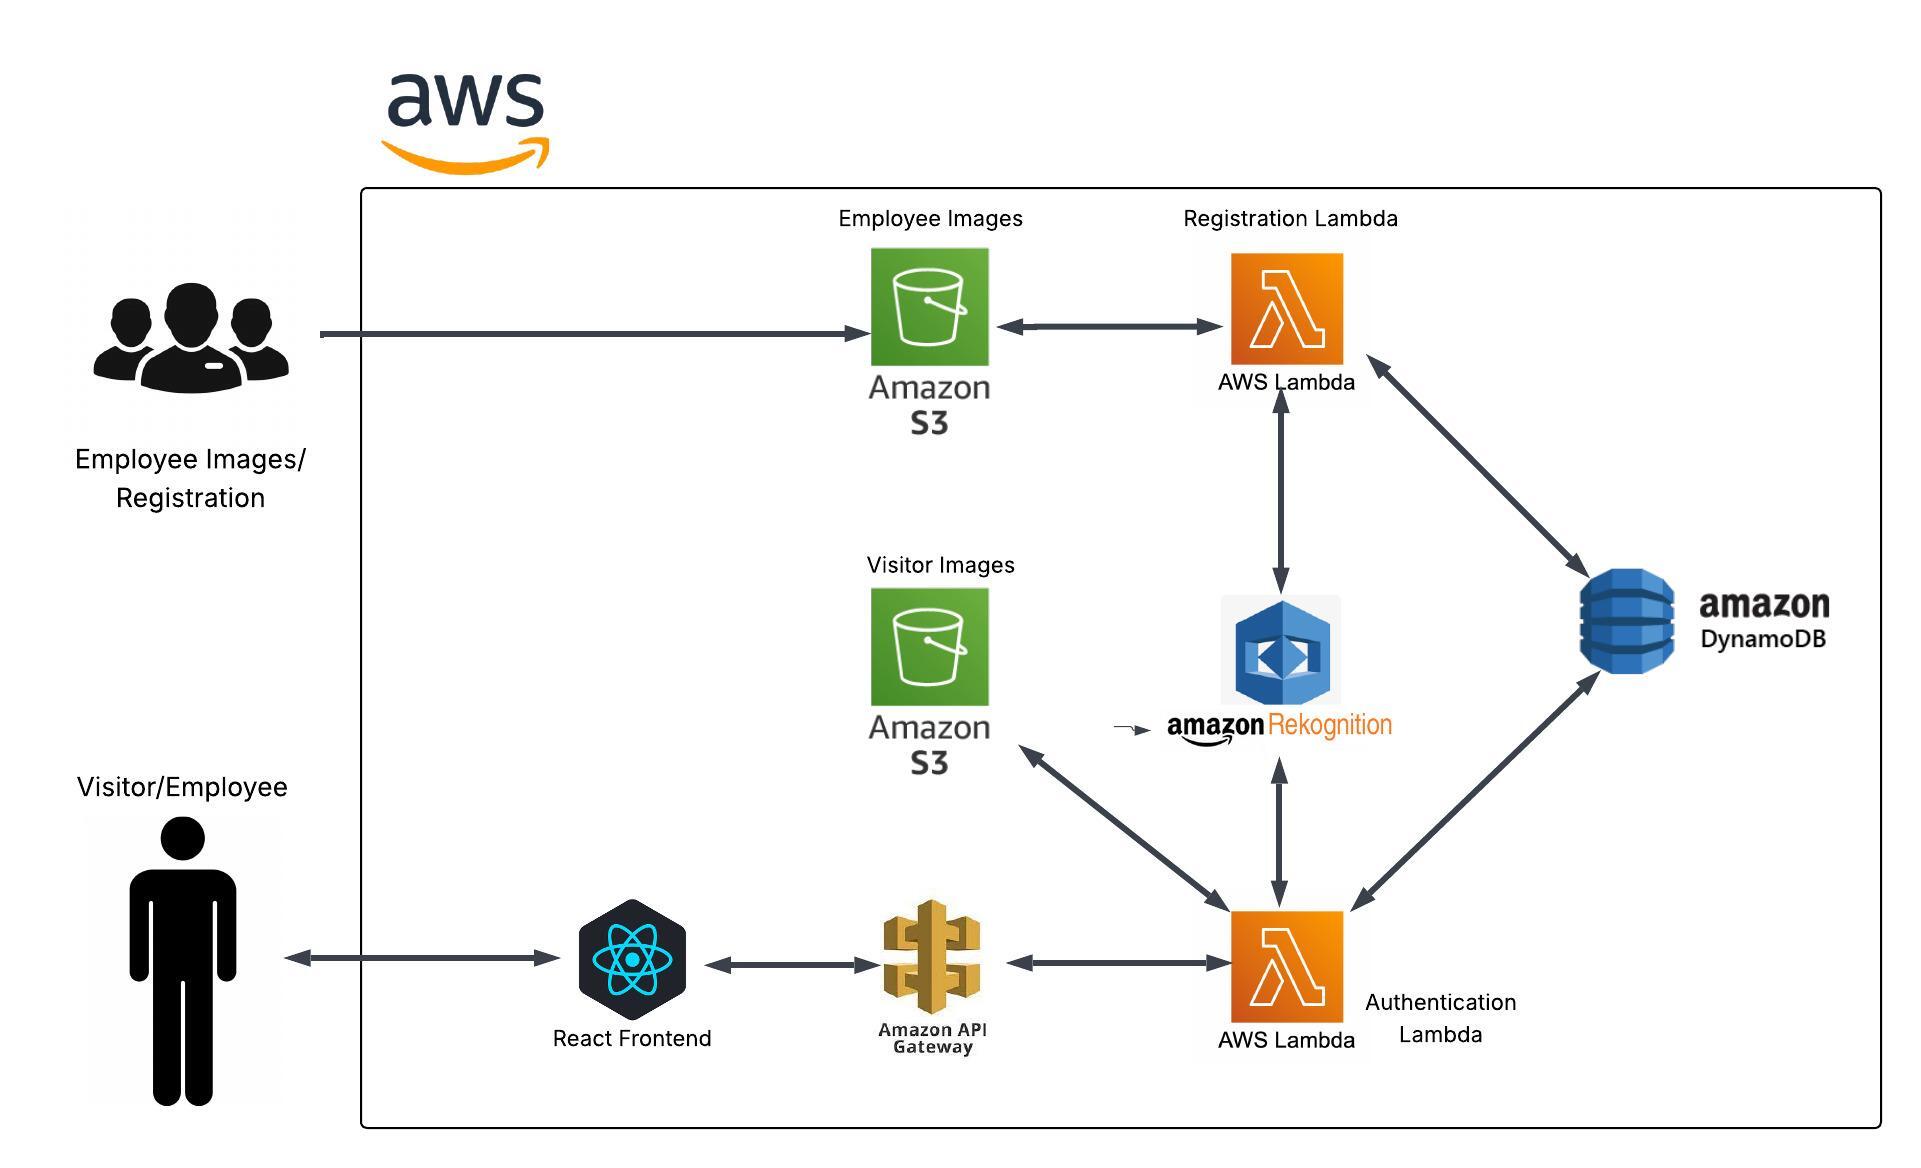 aws
Employee Images
Registration Lambda
Amazon
S3
AWS Lambda
Employee Images/
Registration
Visitor Images
Amazon
S3
amazon Rekognition
amazon
DynamoDB
Visitor/Employee
React Frontend
Amazon API
Gateway
AWS Lambda
Authentication
Lambda